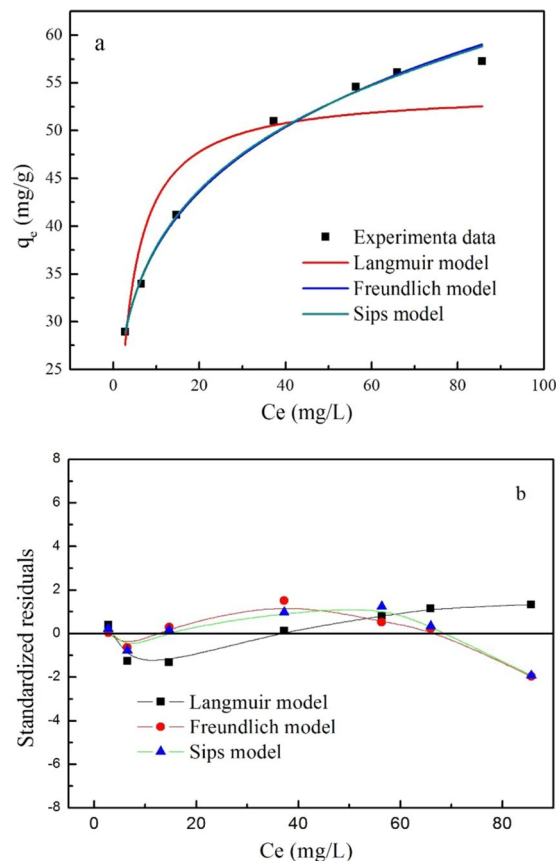 a
60
55
50
45
40
35
30
25
q_e (mg/g)
Experimenta data
Langmuir model
Freundlich model
Sips model
0 20 40 60 80 100
Ce (mg/L)
b
8
6
4
2
0
-2
-4
-6
-8
Standardized residuals
Langmuir model
Freundlich model
Sips model
0 20 40 60 80
Ce (mg/L)